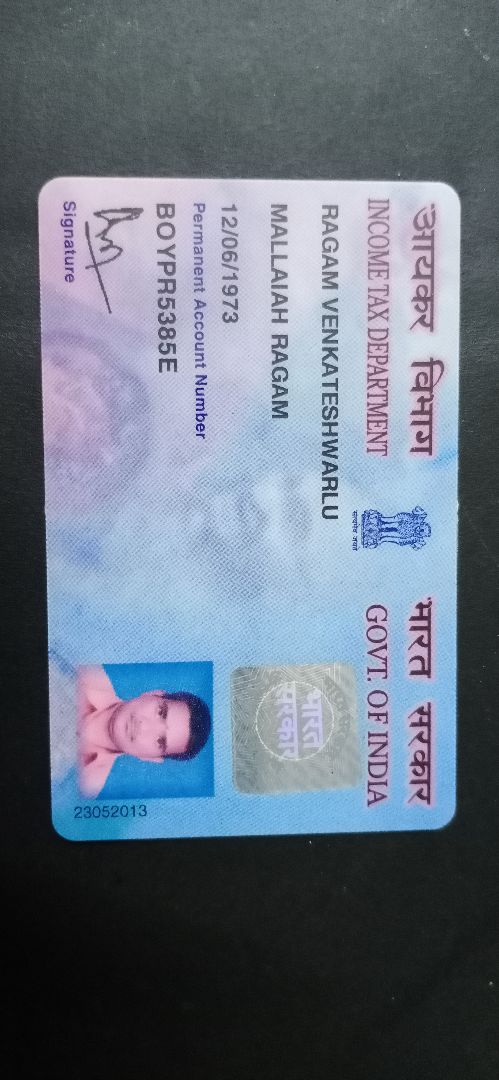 आयकर विभाग
INCOME TAX DEPARTMENT
सत्यमेव जयते
भारत सरकार
GOVT. OF INDIA
RAGAM VENKATESHWARLU
MALLAIAH RAGAM
12/06/1973
Permanent Account Number
BOYPR5385E
Signature
भारत
सरकार
23052013